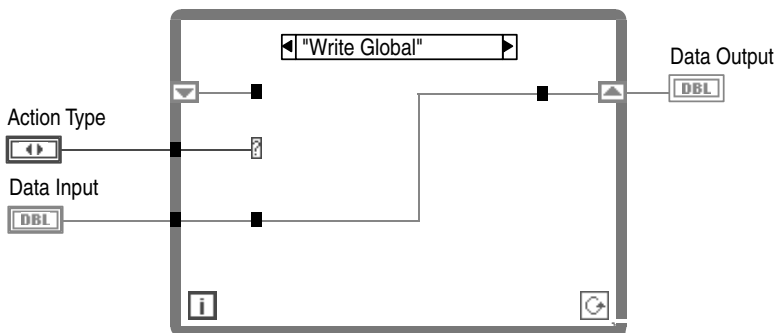 "Write Global"
Data Output
DBL
Action Type
?
Data Input
DBL
i